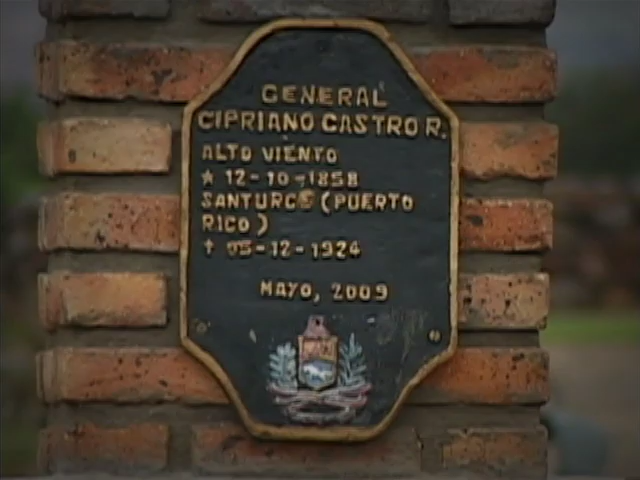 GENERAL
CIPRIANO CASTRO R.
ALTO VIENTO
★ 12-10-1858
SANTURCE (PUERTO
RICO)
† 05-12-1924
MAYO, 2009